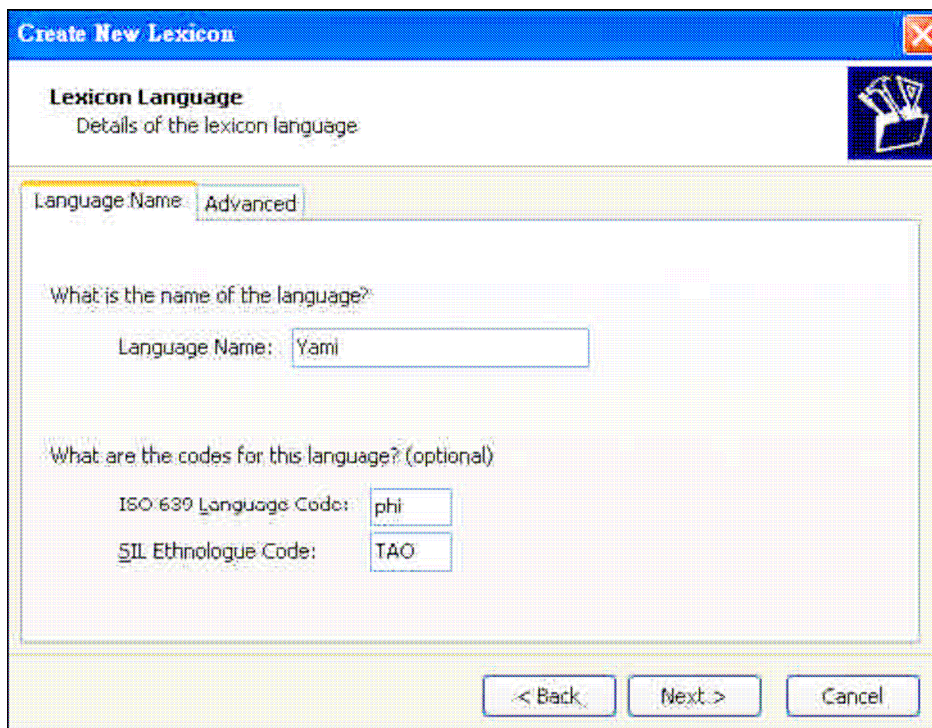 Create New Lexicon
Lexicon Language
Details of the lexicon language
Language Name
Advanced
What is the name of the language?
Language Name: Yami
What are the codes for this language? (optional)
ISO 639 Language Code: phi
SIL Ethnologue Code: TAO
< Back
Next >
Cancel